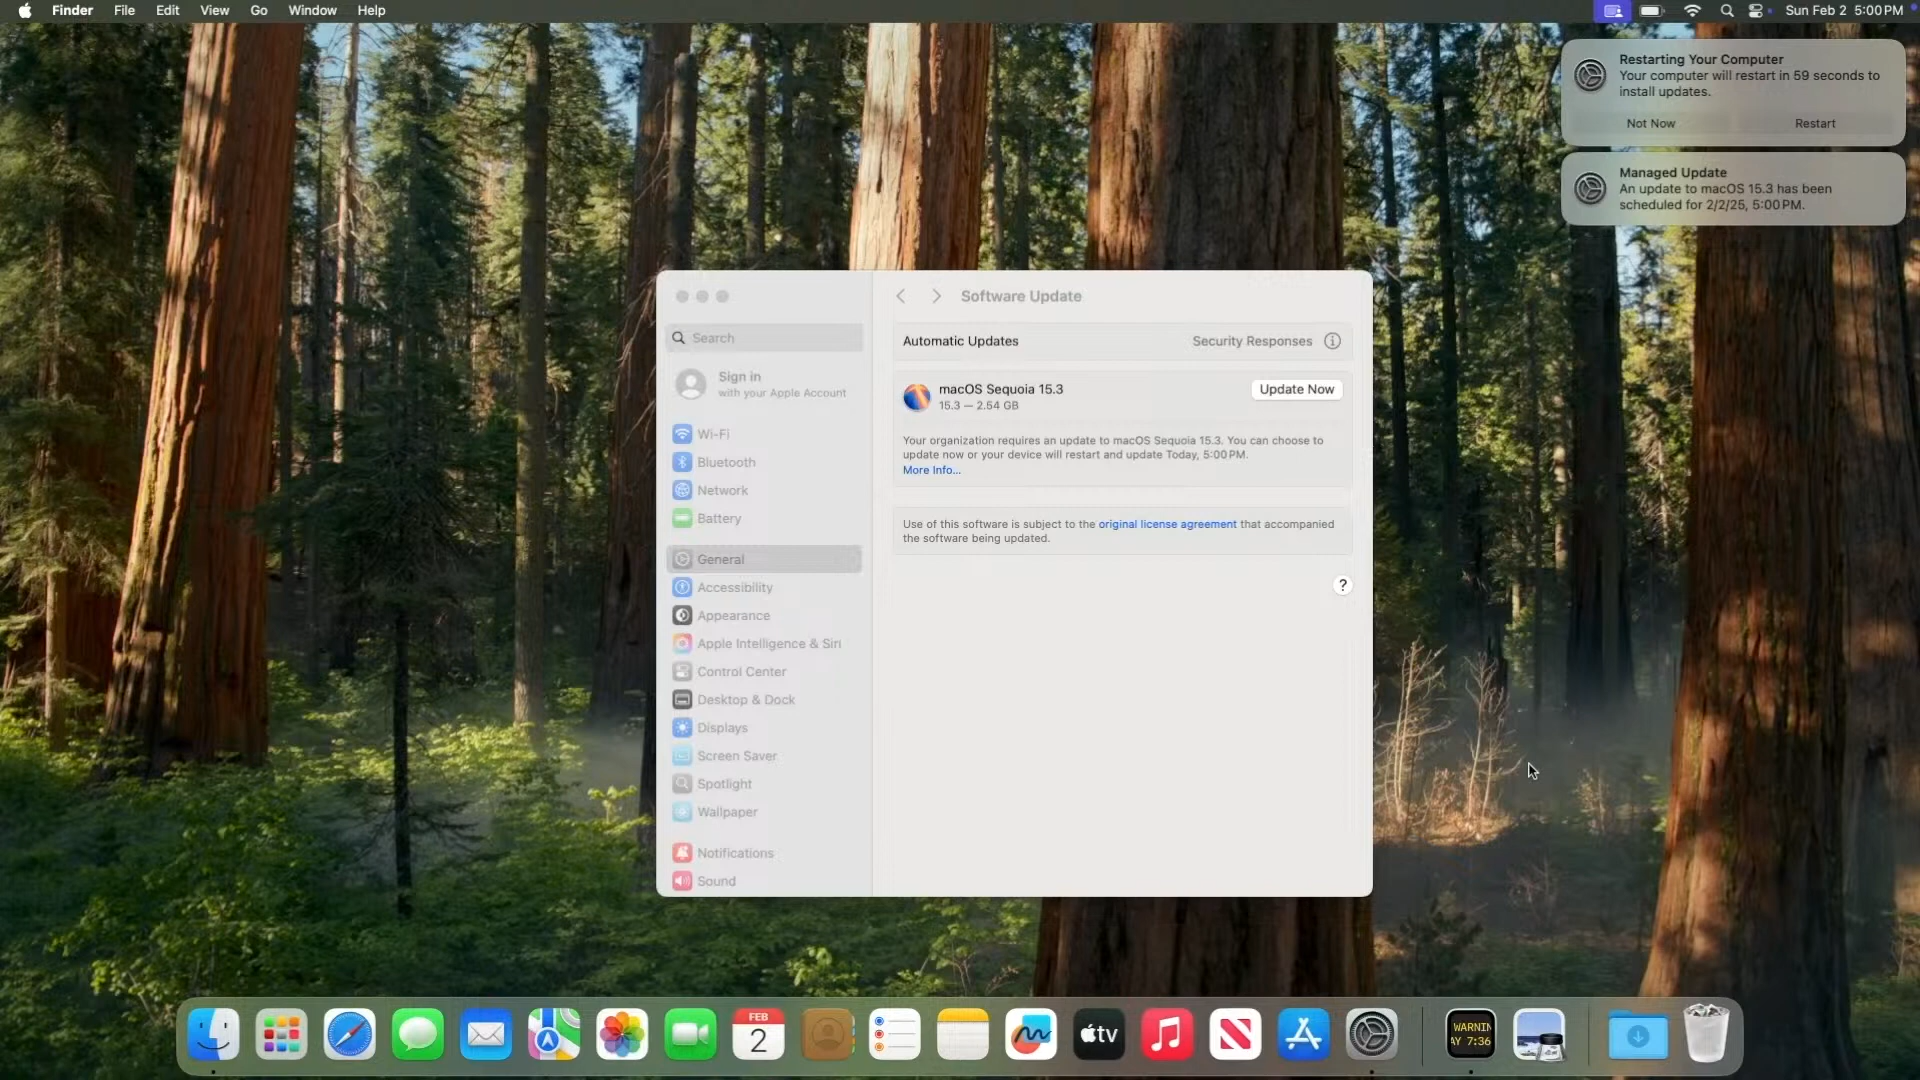 Finder File Edit View Go Window Help
Sun Feb 2 5:00 PM
Restarting Your Computer
Your computer will restart in 59 seconds to
install updates.
Not Now Restart
Managed Update
An update to macOS 15.3 has been
scheduled for 2/2/25, 5:00 PM.
Search
Sign in
with your Apple Account
Wi-Fi
Bluetooth
Network
Battery
General
Accessibility
Appearance
Apple Intelligence & Siri
Control Center
Desktop & Dock
Displays
Screen Saver
Spotlight
Wallpaper
Notifications
Sound
Software Update
Automatic Updates Security Responses
macOS Sequoia 15.3 Update Now
15.3 — 2.54 GB
Your organization requires an update to macOS Sequoia 15.3. You can choose to
update now or your device will restart and update Today, 5:00 PM.
More Info...
Use of this software is subject to the original license agreement that accompanied
the software being updated.
?
FEB
2
tv
WARNIN
AY 7:36